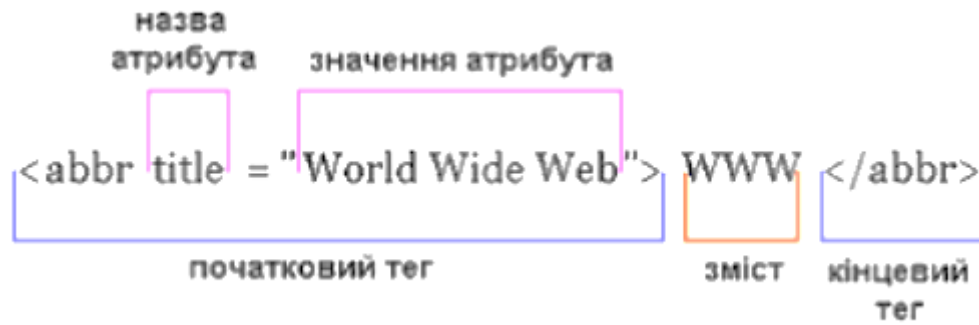 назва
атрибута
значення атрибута
<abbr title = "World Wide Web"> WWW </abbr>
початковий тег
зміст
кінцевий
тег